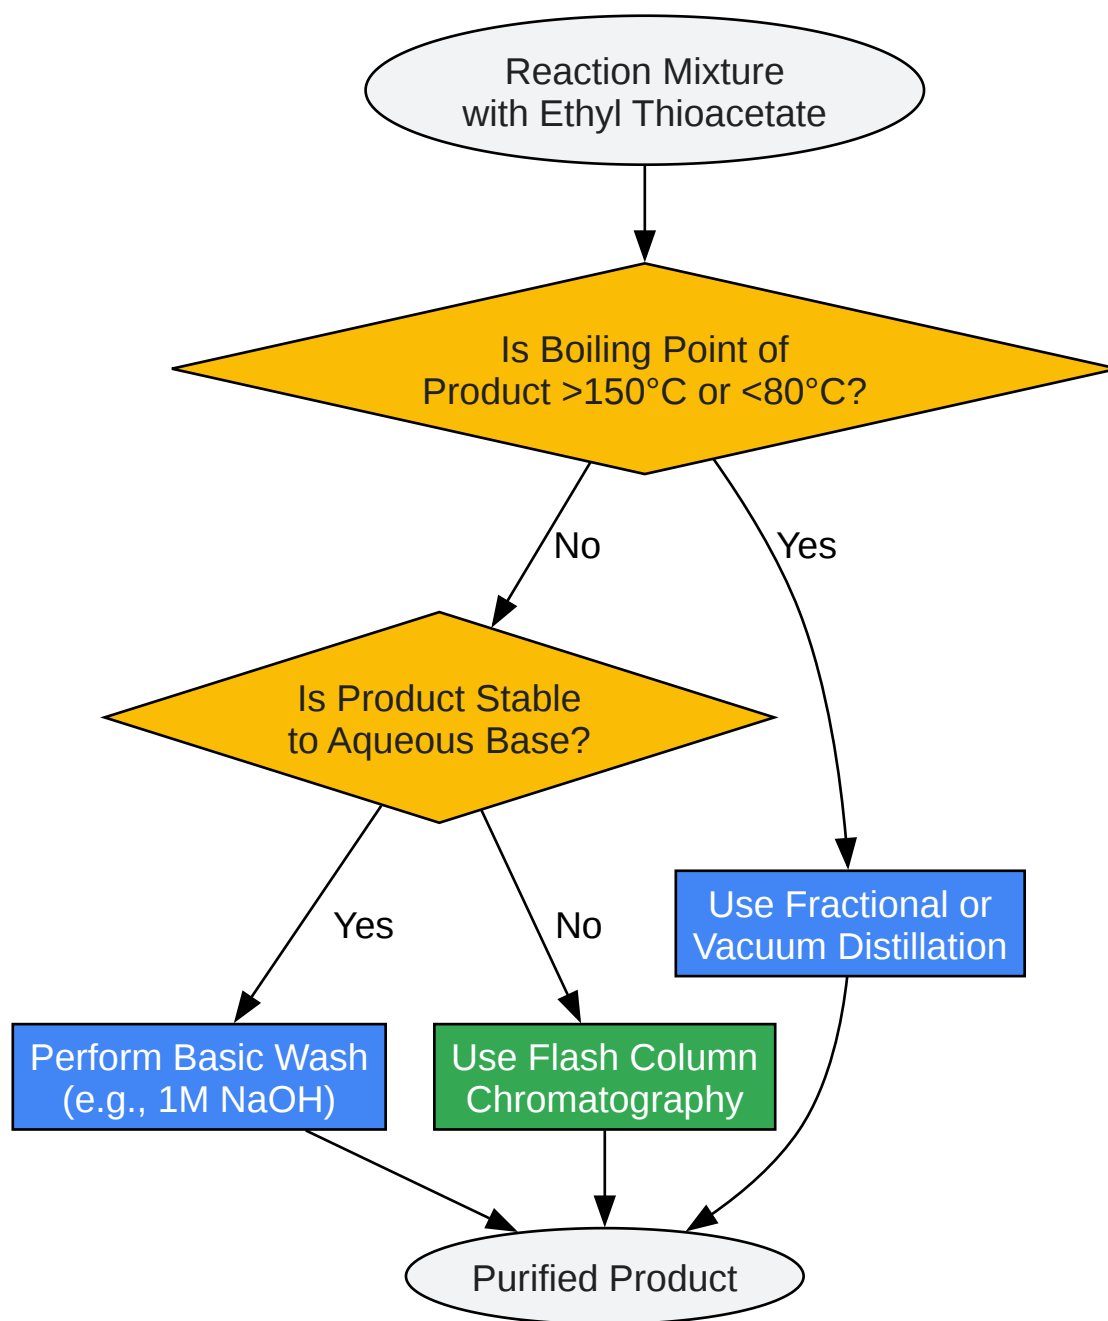 Reaction Mixture
with Ethyl Thioacetate
Is Boiling Point of
Product >150°C or <80°C?
No
Yes
Is Product Stable
to Aqueous Base?
Use Fractional or
Vacuum Distillation
Yes
No
Perform Basic Wash
(e.g., 1M NaOH)
Use Flash Column
Chromatography
Purified Product